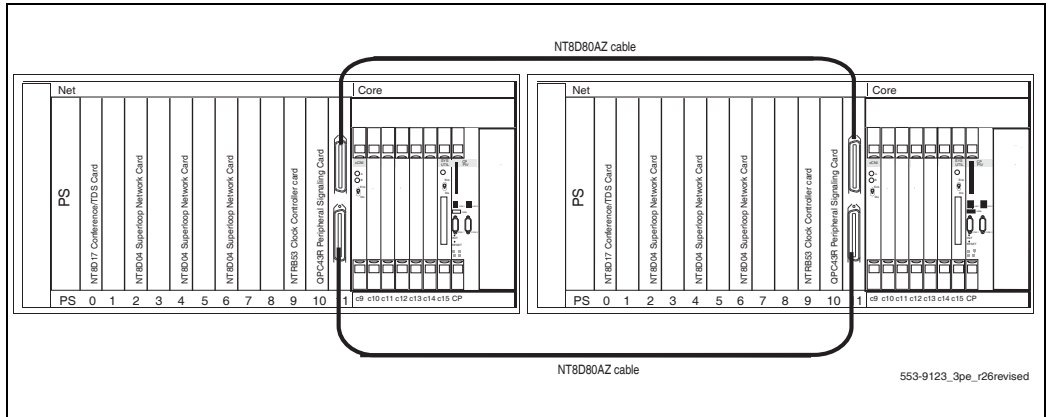 NT8D80AZ cable
Net
Core
Net
Core
PS
NT8D17 Conference/TDS Card
NT8D04 Superloop Network Card
NT8D04 Superloop Network Card
NT8D04 Superloop Network Card
NTRB53 Clock Controller card
QPC43R Peripheral Signaling Card
PS
NT8D17 Conference/TDS Card
NT8D04 Superloop Network Card
NT8D04 Superloop Network Card
NT8D04 Superloop Network Card
NTRB53 Clock Controller card
QPC43R Peripheral Signaling Card
PS 0 1 2 3 4 5 6 7 8 9 10 1 c9 c10 c11 c12 c13 c14 c15 CP
PS 0 1 2 3 4 5 6 7 8 9 10 1 c9 c10 c11 c12 c13 c14 c15 CP
NT8D80AZ cable
553-9123_3pe_r26revised